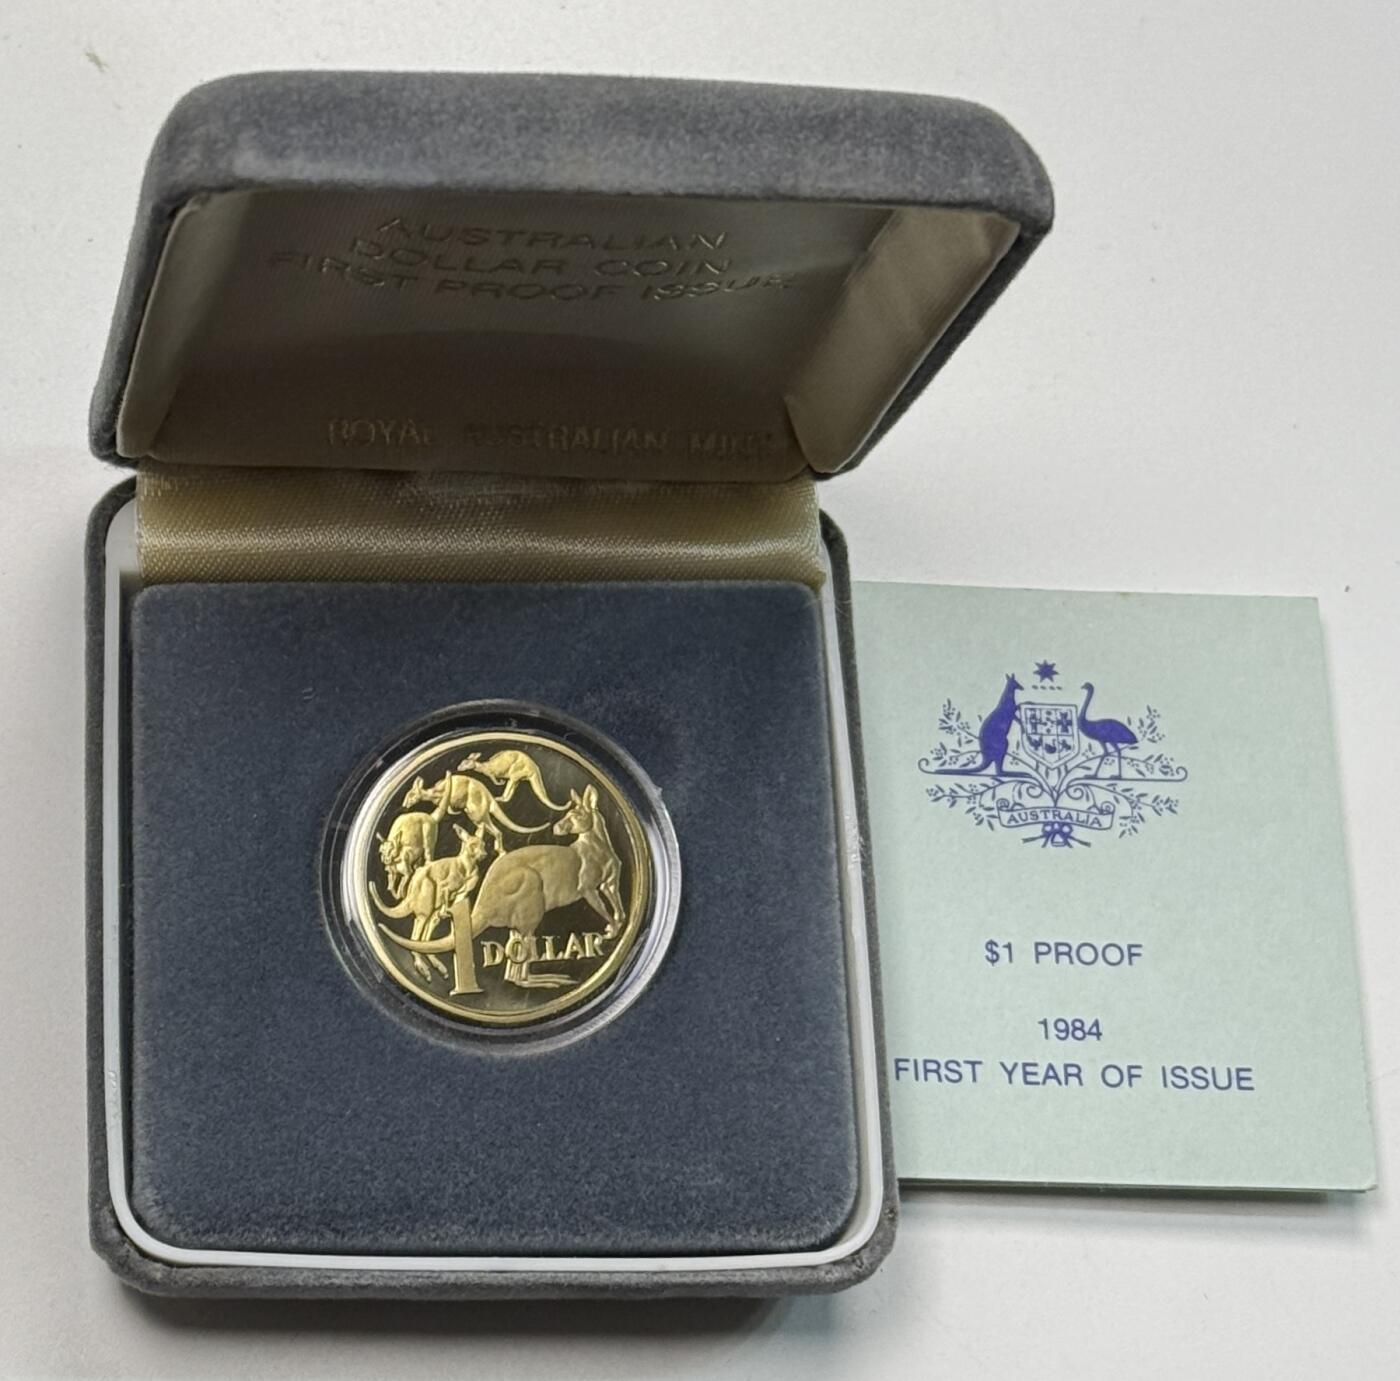 AUSTRALIAN
DOLLAR COIN
FIRST PROOF ISSUE
ROYAL AUSTRALIAN MINT
1 DOLLAR
AUSTRALIA
$1 PROOF
1984
FIRST YEAR OF ISSUE